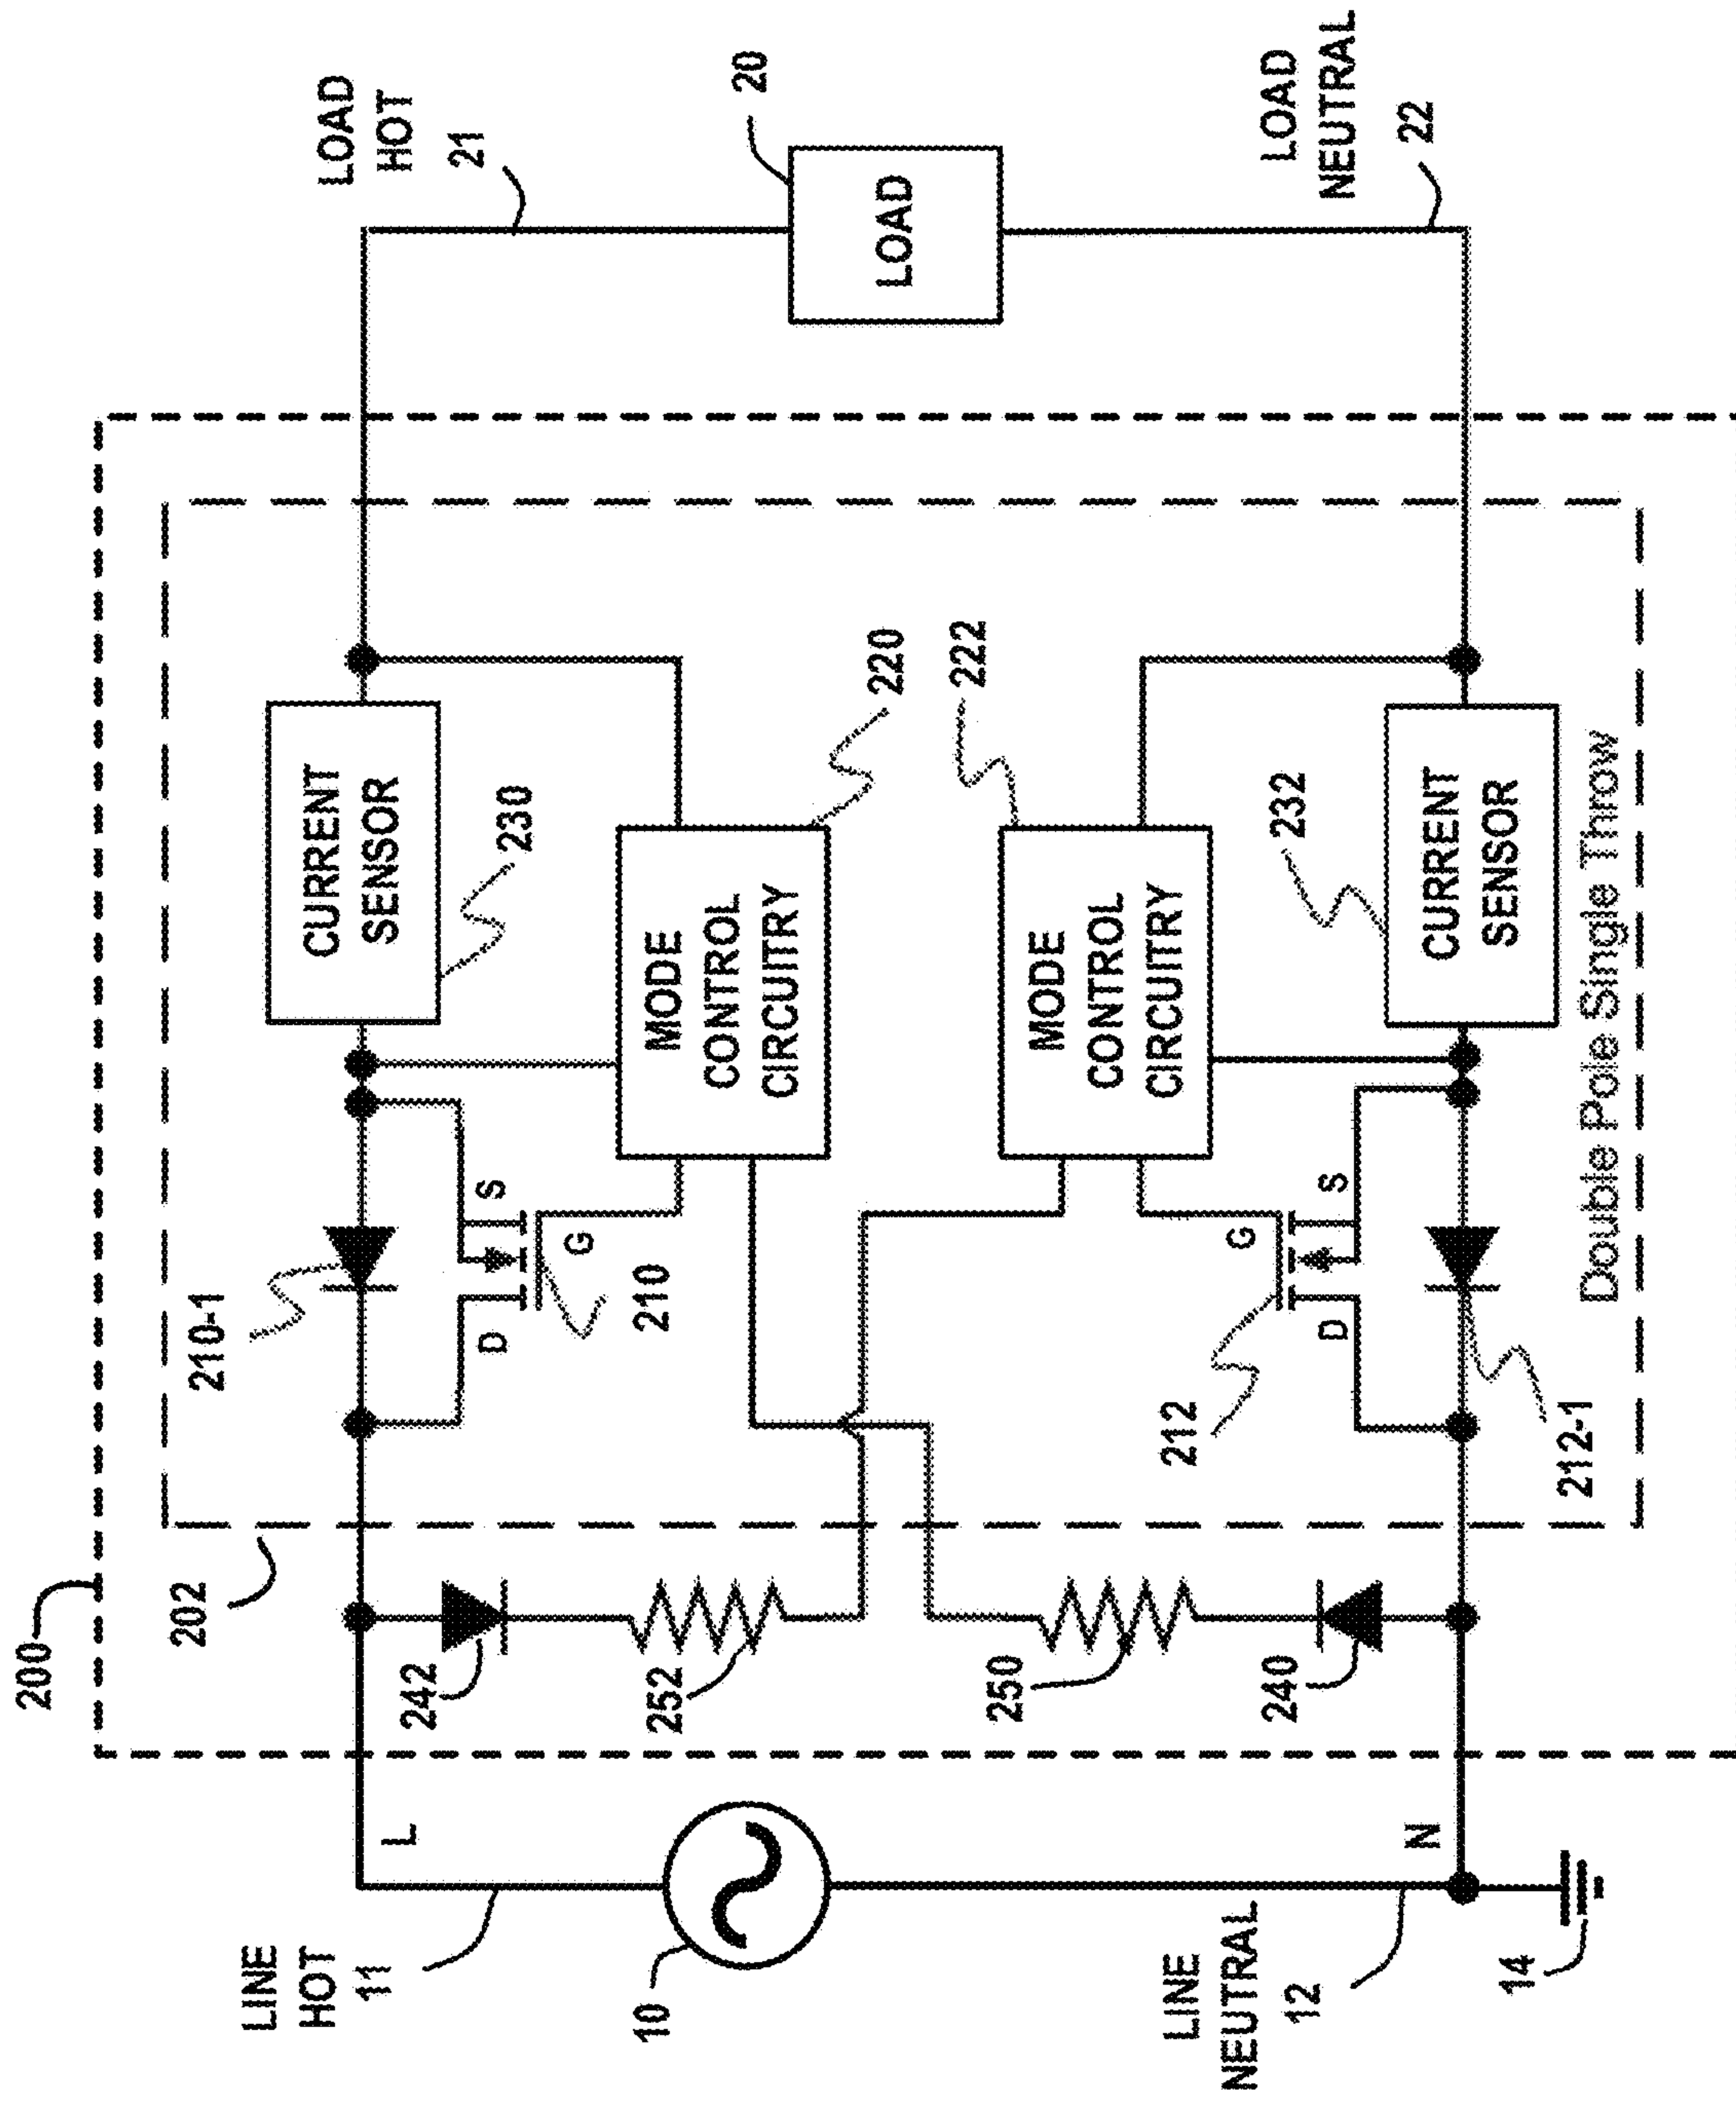 200
202
LINE
HOT
11
L
10
LINE
NEUTRAL
12
N
14
242
252
250
240
210-1
D
S
G
210
212
G
D
S
212-1
CURRENT
SENSOR
230
MODE
CONTROL
CIRCUITRY
220
222
MODE
CONTROL
CIRCUITRY
232
CURRENT
SENSOR
Double Pole Single Throw
LOAD
HOT
21
20
LOAD
LOAD
NEUTRAL
22